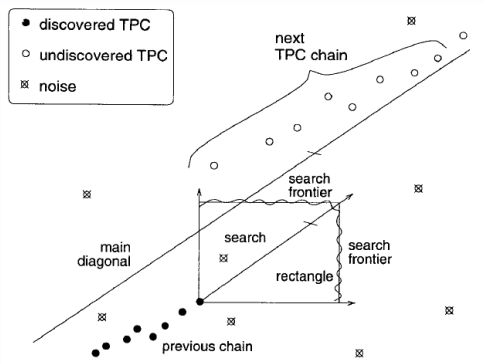 discovered TPC
undiscovered TPC
noise
next
TPC chain
search
frontier
main
diagonal
search
search
frontier
rectangle
previous chain